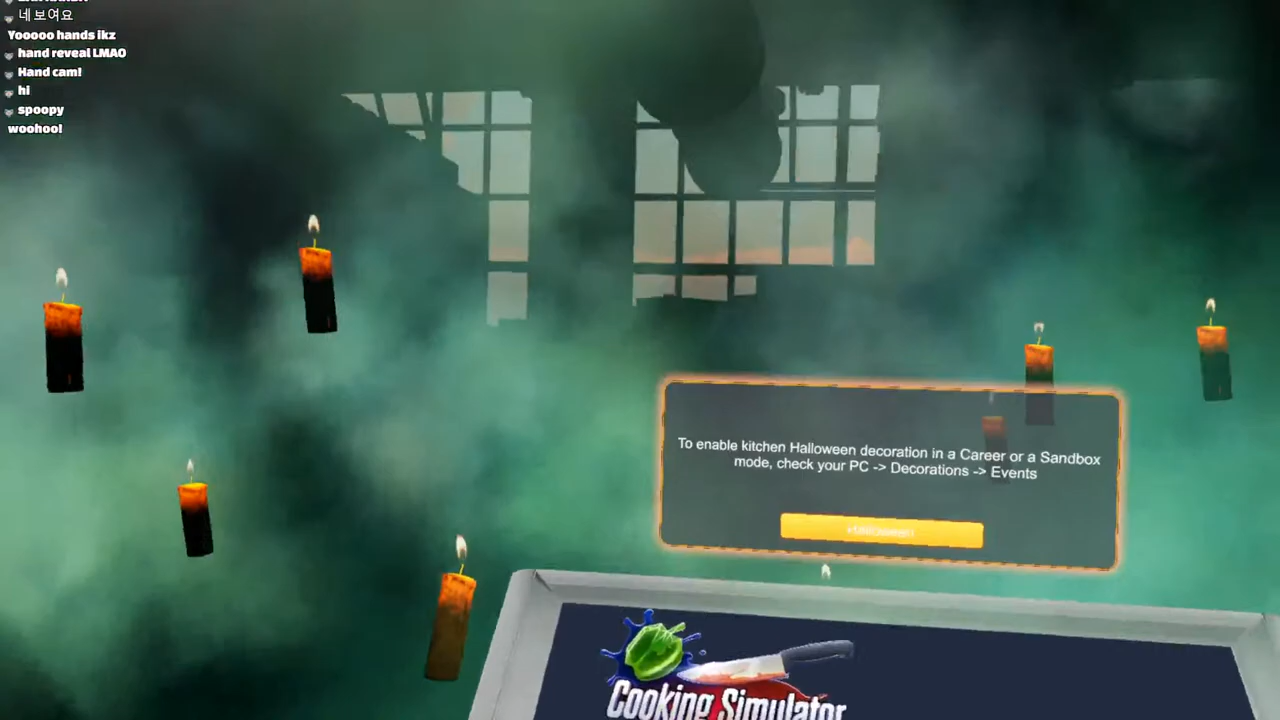 네 보여요
Yooooo hands ikz
hand reveal LMAO
Hand cam!
hi
spoopy
woohoo!
To enable kitchen Halloween decoration in a Career or a Sandbox
mode, check your PC -> Decorations -> Events
Cooking Simulator